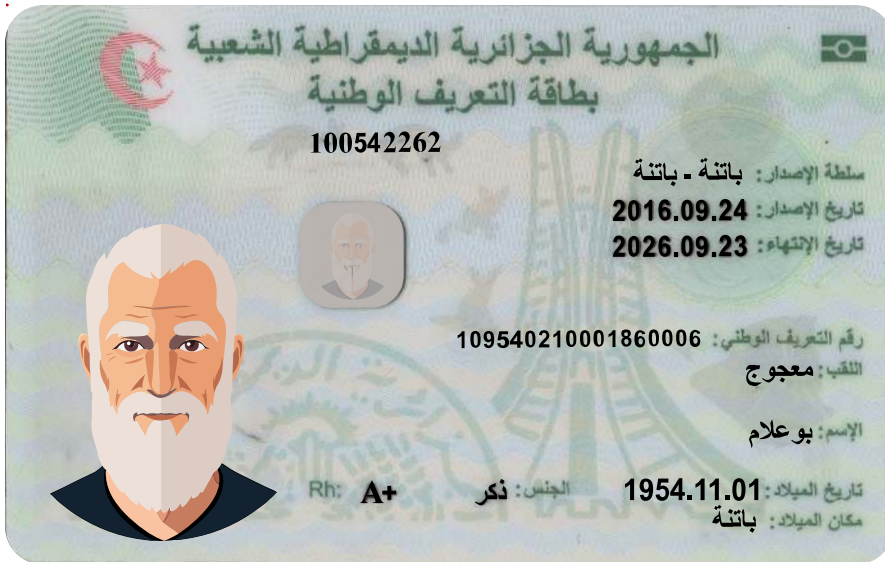 الجمهورية الجزائرية الديمقراطية الشعبية
بطاقة التعريف الوطنية
100542262
سلطة الإصدار: باتنة - باتنة
تاريخ الإصدار: 2016.09.24
تاريخ الإنتهاء: 2026.09.23
رقم التعريف الوطني: 109540210001860006
اللقب: معجوج
الإسم: بوعلام
تاريخ الميلاد: 1954.11.01 الجنس: ذكر Rh: A+
مكان الميلاد: باتنة